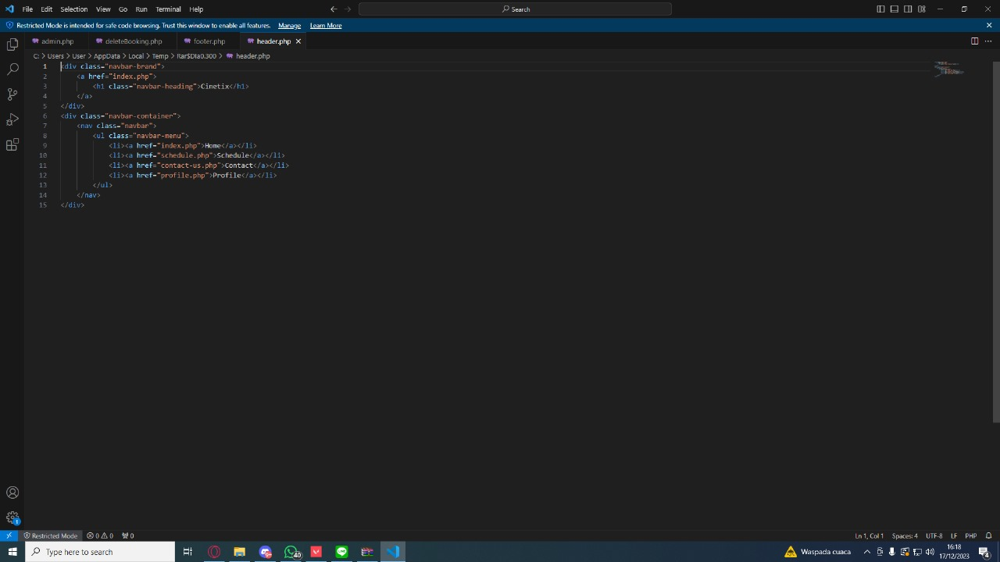 File Edit Selection View Go Run Terminal Help
Search
Restricted Mode is intended for safe code browsing. Trust this window to enable all features. Manage Learn More
admin.php deleteBooking.php footer.php header.php
C: > Users > User > AppData > Local > Temp > Rar$DIa0.300 > header.php
1 <div class="navbar-brand">
2 <a href="index.php">
3 <h1 class="navbar-heading">Cinetix</h1>
4 </a>
5 </div>
6 <div class="navbar-container">
7 <nav class="navbar">
8 <ul class="navbar-menu">
9 <li><a href="index.php">Home</a></li>
10 <li><a href="schedule.php">Schedule</a></li>
11 <li><a href="contact-us.php">Contact</a></li>
12 <li><a href="profile.php">Profile</a></li>
13 </ul>
14 </nav>
15 </div>
1
Restricted Mode 0 0 0 Ln 1, Col 1 Spaces: 4 UTF-8 LF PHP
Type here to search
40
Waspada cuaca
16:18
17/12/2023
4